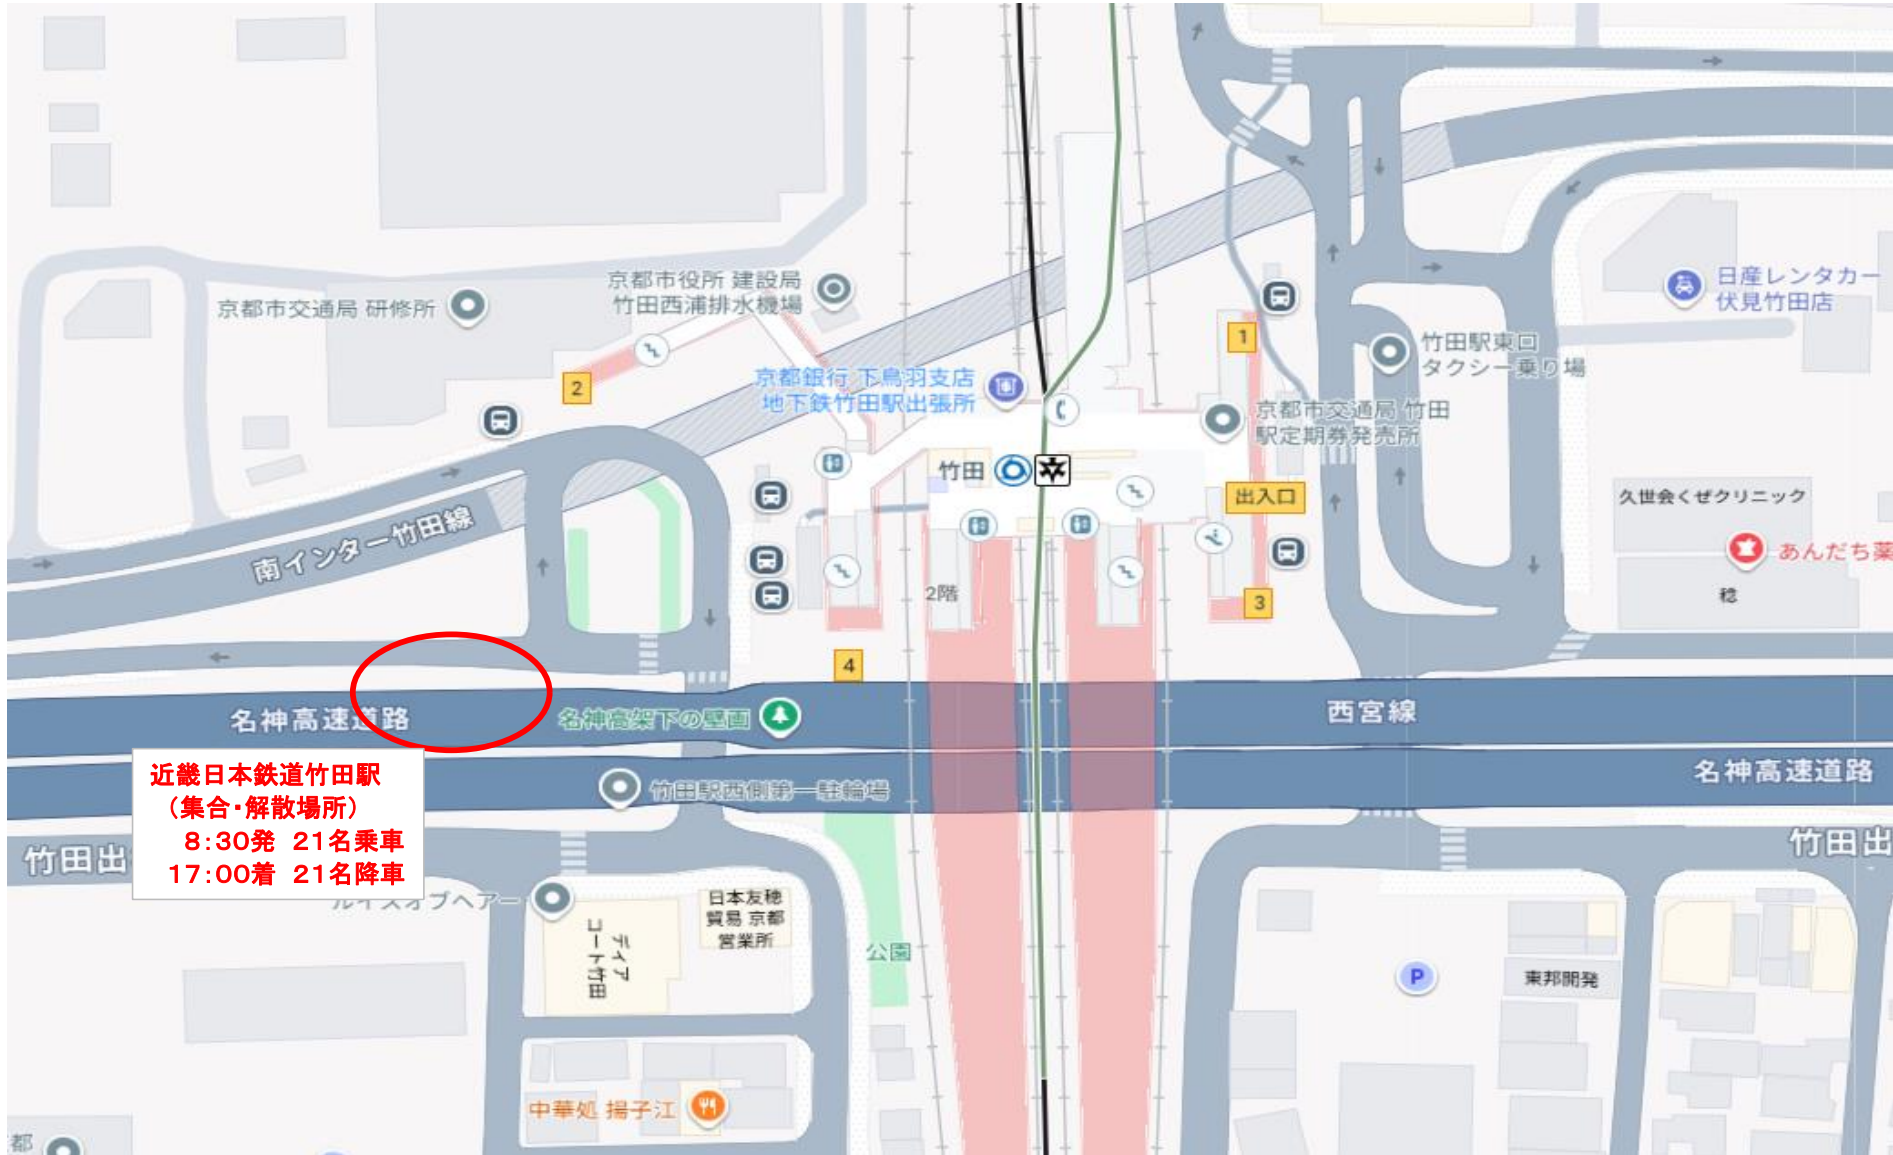 京都市役所 建設局
竹田西浦排水機場
京都市交通局 研修所
日産レンタカー
伏見竹田店
1
竹田駅東口
タクシー乗り場
2
京都銀行 下鳥羽支店
地下鉄竹田駅出張所
京都市交通局 竹田
駅定期券発売所
竹田
出入口
久世会くぜクリニック
南インター竹田線
あんだち薬
2階
3
稔
4
名神高速道路
名神高架下の壁画
西宮線
近畿日本鉄道竹田駅
(集合・解散場所)
8:30発 21名乗車
17:00着 21名降車
竹田駅西側第一駐輪場
名神高速道路
竹田出
竹田出
ルイスオブヘアー
日本友穂
貿易 京都
営業所
ディア
コート竹田
公園
P
東邦開発
中華処 揚子江
都